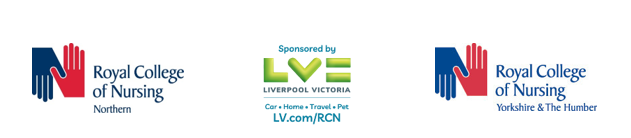 Royal College
of Nursing
Northern
Sponsored by
LV=
LIVERPOOL VICTORIA
Car • Home • Travel • Pet
LV.com/RCN
Royal College
of Nursing
Yorkshire & The Humber